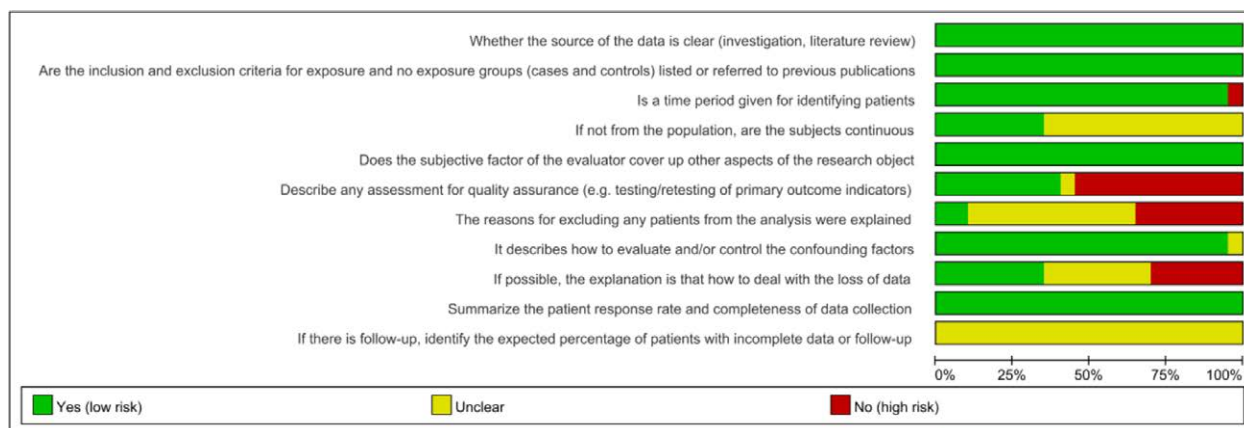 Whether the source of the data is clear (investigation, literature review)
Are the inclusion and exclusion criteria for exposure and no exposure groups (cases and controls) listed or referred to previous publications
Is a time period given for identifying patients
If not from the population, are the subjects continuous
Does the subjective factor of the evaluator cover up other aspects of the research object
Describe any assessment for quality assurance (e.g. testing/retesting of primary outcome indicators)
The reasons for excluding any patients from the analysis were explained
It describes how to evaluate and/or control the confounding factors
If possible, the explanation is that how to deal with the loss of data
Summarize the patient response rate and completeness of data collection
If there is follow-up, identify the expected percentage of patients with incomplete data or follow-up
0% 25% 50% 75% 100%
Yes (low risk) Unclear No (high risk)